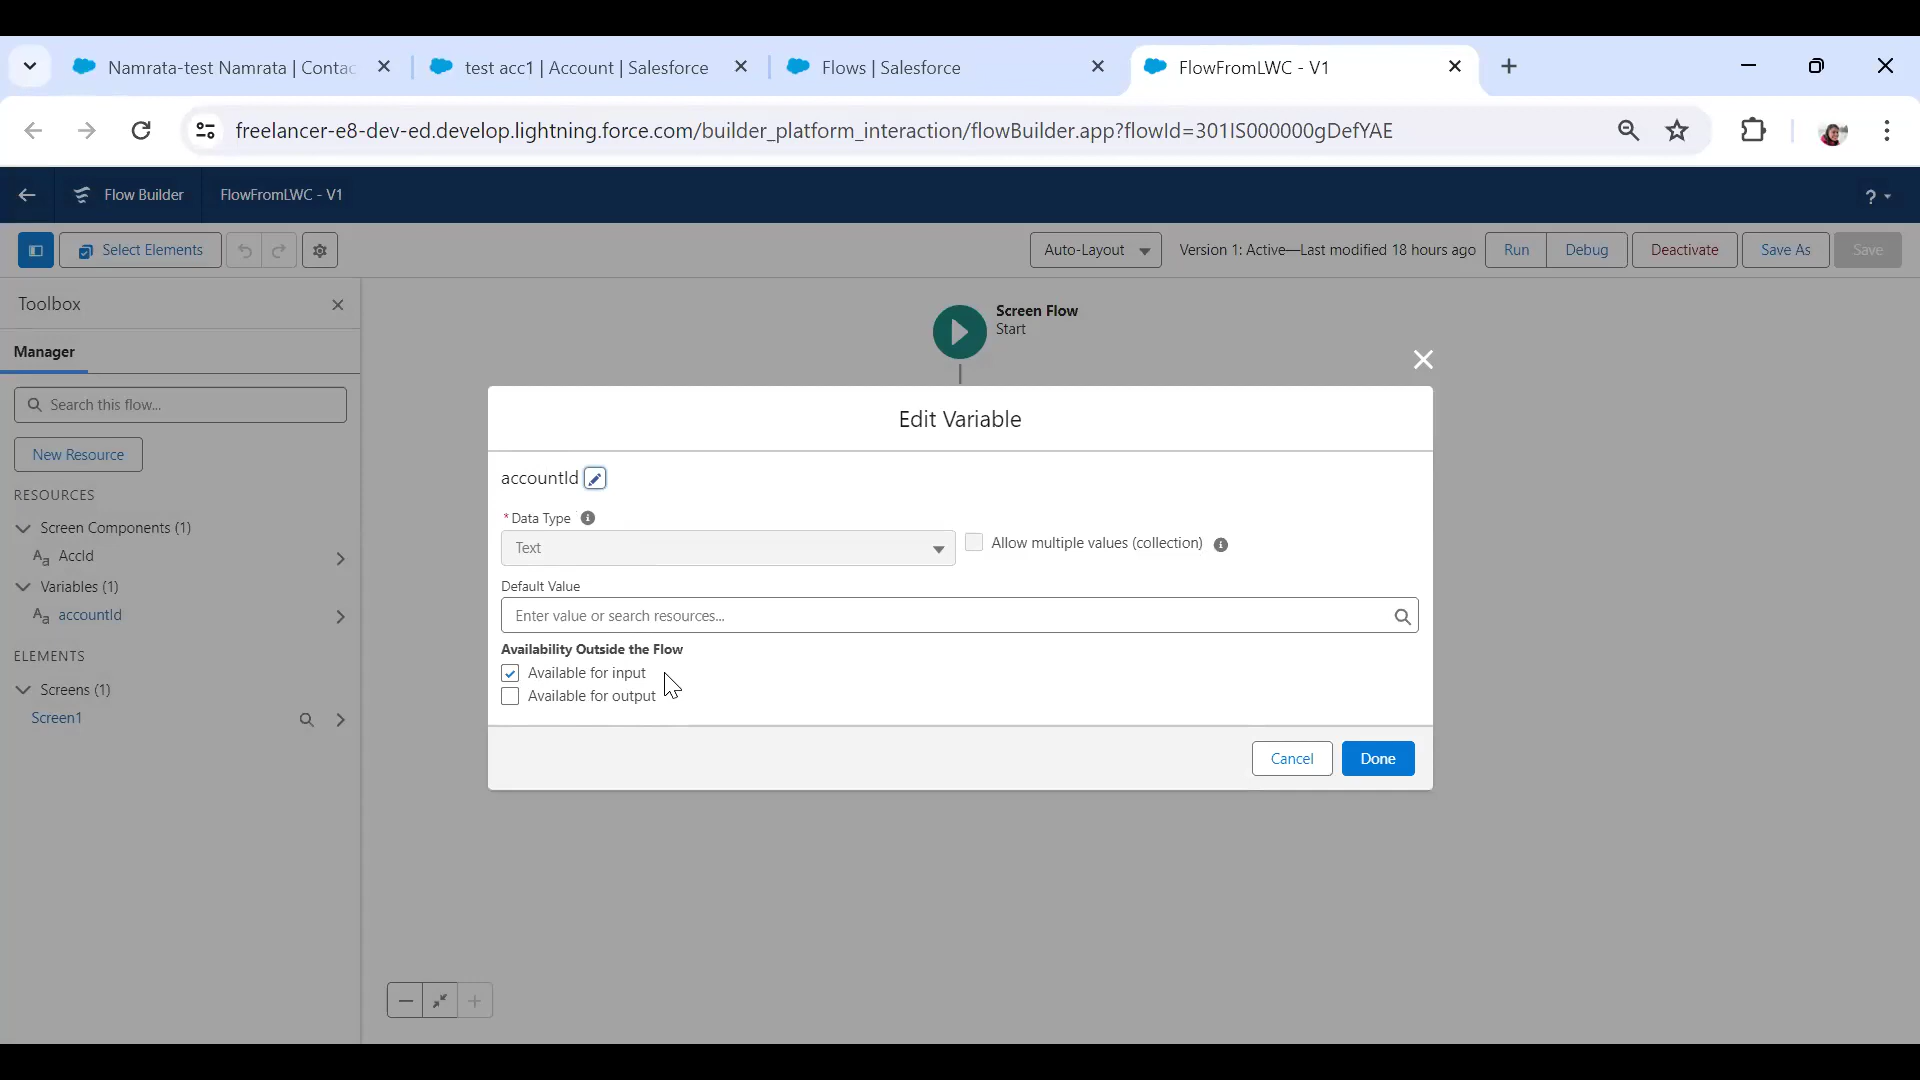 Namrata-test Namrata | Contac
test acc1 | Account | Salesforce
Flows | Salesforce
FlowFromLWC - V1
freelancer-e8-dev-ed.develop.lightning.force.com/builder_platform_interaction/flowBuilder.app?flowId=301IS000000gDefYAE
Flow Builder
FlowFromLWC - V1
?
Select Elements
Auto-Layout
Version 1: Active—Last modified 18 hours ago
Run
Debug
Deactivate
Save As
Save
Toolbox
Manager
Search this flow...
New Resource
RESOURCES
Screen Components (1)
Aa AccId
Variables (1)
Aa accountId
ELEMENTS
Screens (1)
Screen1
Screen Flow
Start
Edit Variable
accountId
* Data Type
Text
Allow multiple values (collection)
Default Value
Enter value or search resources...
Availability Outside the Flow
Available for input
Available for output
Cancel
Done